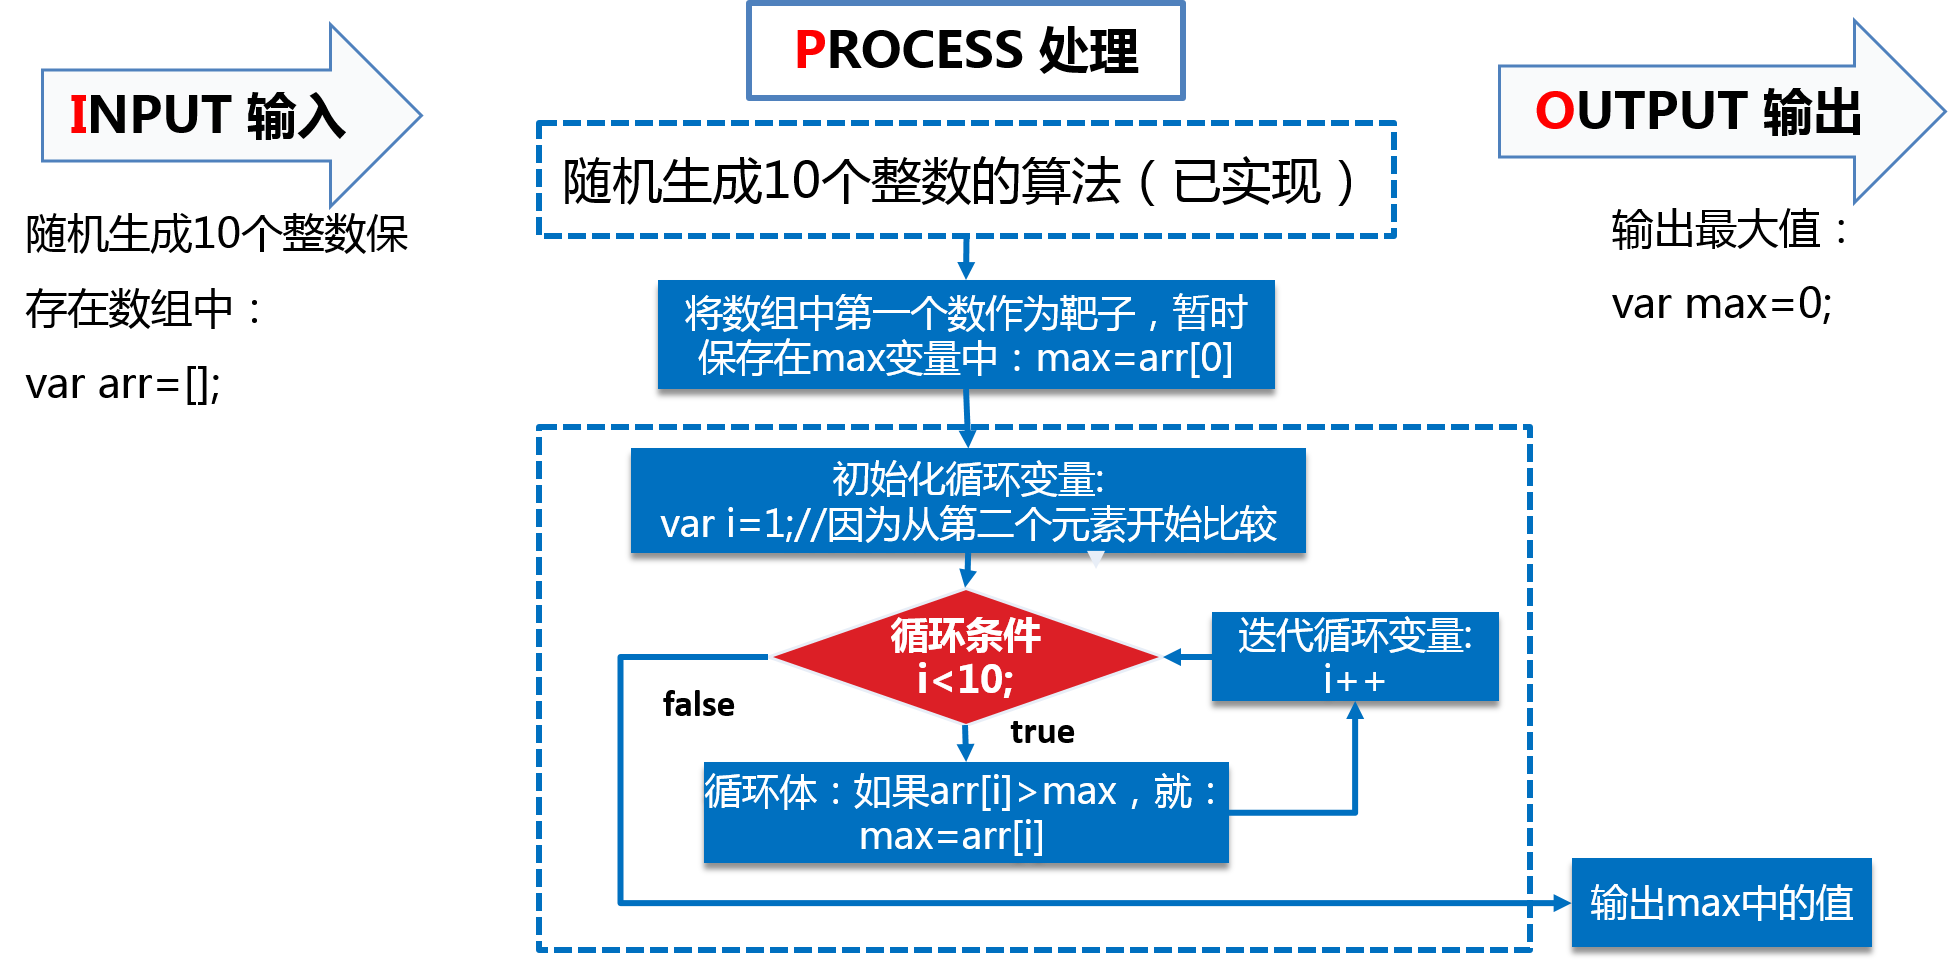 INPUT 输入
随机生成10个整数保
存在数组中：
var arr=[];
PROCESS 处理
随机生成10个整数的算法（已实现）
将数组中第一个数作为靶子，暂时
保存在max变量中：max=arr[0]
初始化循环变量:
var i=1;//因为从第二个元素开始比较
循环条件
i<10;
迭代循环变量:
i++
false
true
循环体：如果arr[i]>max，就：
max=arr[i]
OUTPUT 输出
输出最大值：
var max=0;
输出max中的值